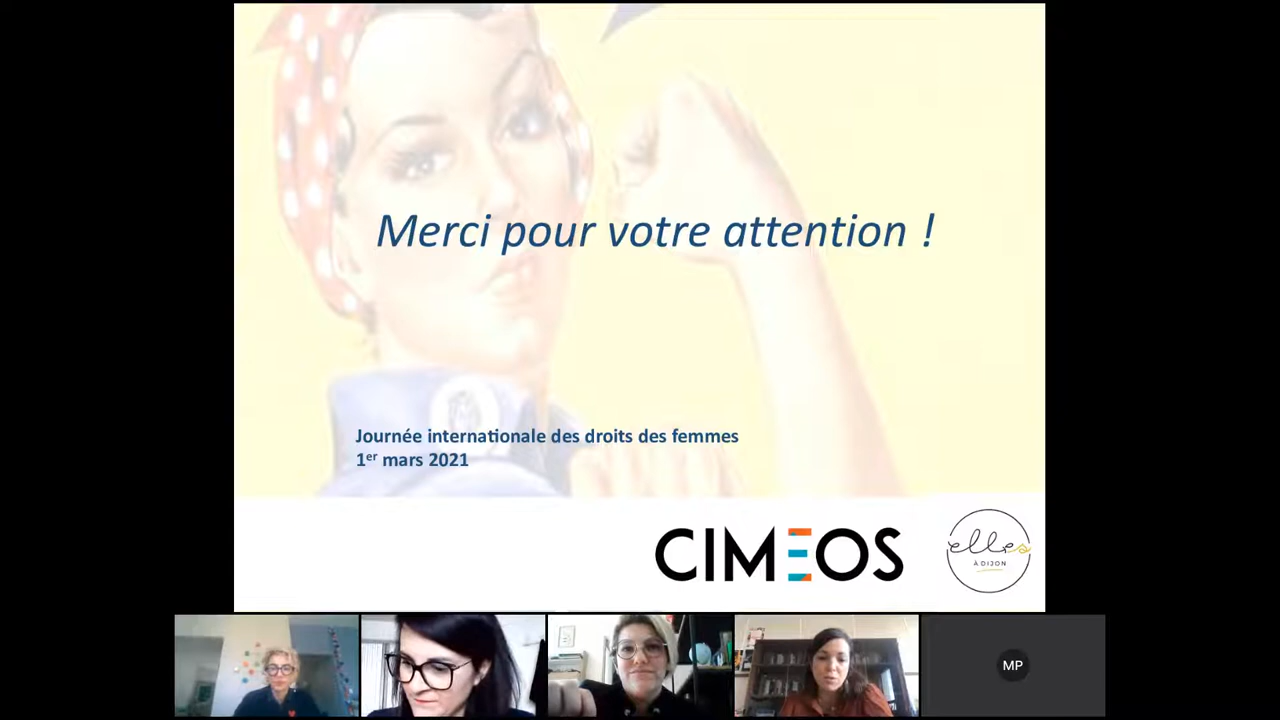 Merci pour votre attention !
Journée internationale des droits des femmes
1er mars 2021
CIMEOS
elles
À DIJON
MP